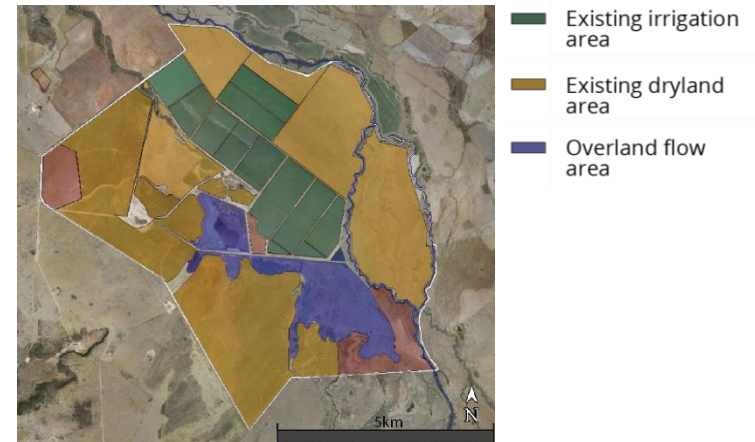 Existing irrigation
area
Existing dryland
area
Overland flow
area
N
5km